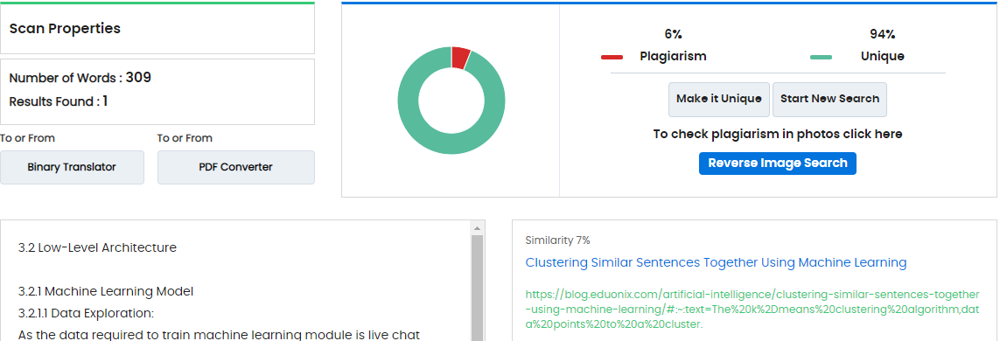 Scan Properties
Number of Words : 309
Results Found : 1
To or From
To or From
Binary Translator
PDF Converter
6%
94%
Plagiarism
Unique
Make it Unique
Start New Search
To check plagiarism in photos click here
Reverse Image Search
3.2 Low-Level Architecture
3.2.1 Machine Learning Model
3.2.1.1 Data Exploration:
As the data required to train machine learning module is live chat
Similarity 7%
Clustering Similar Sentences Together Using Machine Learning
https://blog.eduonix.com/artificial-intelligence/clustering-similar-sentences-together
-using-machine-learning/#:~:text=The%20k%2Dmeans%20clustering%20algorithm,dat
a%20points%20to%20a%20cluster.